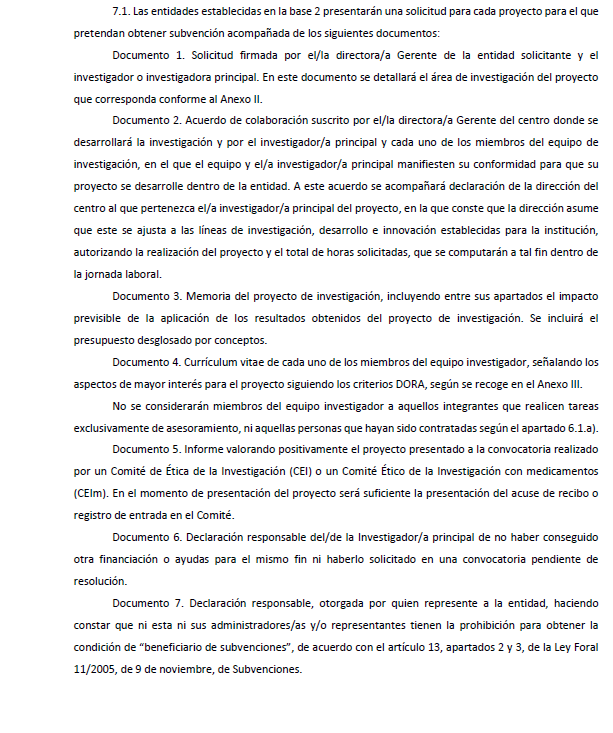 7.1. Las entidades establecidas en la base 2 presentarán una solicitud para cada proyecto para el que
pretendan obtener subvención acompañada de los siguientes documentos:
Documento 1. Solicitud firmada por el/la directora/a Gerente de la entidad solicitante y el
investigador o investigadora principal. En este documento se detallará el área de investigación del proyecto
que corresponda conforme al Anexo II.
Documento 2. Acuerdo de colaboración suscrito por el/la directora/a Gerente del centro donde se
desarrollará la investigación y por el investigador/a principal y cada uno de los miembros del equipo de
investigación, en el que el equipo y el/a investigador/a principal manifiesten su conformidad para que su
proyecto se desarrolle dentro de la entidad. A este acuerdo se acompañará declaración de la dirección del
centro al que pertenezca el/a investigador/a principal del proyecto, en la que conste que la dirección asume
que este se ajusta a las líneas de investigación, desarrollo e innovación establecidas para la institución,
autorizando la realización del proyecto y el total de horas solicitadas, que se computarán a tal fin dentro de
la jornada laboral.
Documento 3. Memoria del proyecto de investigación, incluyendo entre sus apartados el impacto
previsible de la aplicación de los resultados obtenidos del proyecto de investigación. Se incluirá el
presupuesto desglosado por conceptos.
Documento 4. Currículum vitae de cada uno de los miembros del equipo investigador, señalando los
aspectos de mayor interés para el proyecto siguiendo los criterios DORA, según se recoge en el Anexo III.
No se considerarán miembros del equipo investigador a aquellos integrantes que realicen tareas
exclusivamente de asesoramiento, ni aquellas personas que hayan sido contratadas según el apartado 6.1.a).
Documento 5. Informe valorando positivamente el proyecto presentado a la convocatoria realizado
por un Comité de Ética de la Investigación (CEI) o un Comité Ético de la Investigación con medicamentos
(CEIm). En el momento de presentación del proyecto será suficiente la presentación del acuse de recibo o
registro de entrada en el Comité.
Documento 6. Declaración responsable del/de la Investigador/a principal de no haber conseguido
otra financiación o ayudas para el mismo fin ni haberlo solicitado en una convocatoria pendiente de
resolución.
Documento 7. Declaración responsable, otorgada por quien represente a la entidad, haciendo
constar que ni esta ni sus administradores/as y/o representantes tienen la prohibición para obtener la
condición de “beneficiario de subvenciones”, de acuerdo con el artículo 13, apartados 2 y 3, de la Ley Foral
11/2005, de 9 de noviembre, de Subvenciones.